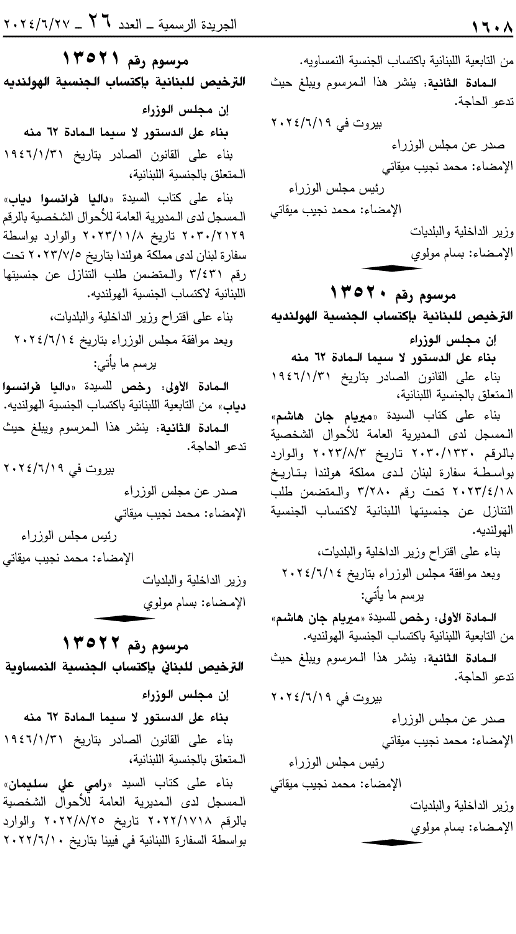 ١٦٠٨
الجريدة الرسمية ــ العدد ٢٦ ــ ٢٠٢٤/٦/٢٧
من التابعية اللبنانية باكتساب الجنسية النمساويه.
المادة الثانية: ينشر هذا المرسوم ويبلغ حيث
تدعو الحاجة.
بيروت في ٢٠٢٤/٦/١٩
صدر عن مجلس الوزراء
الإمضاء: محمد نجيب ميقاتي
رئيس مجلس الوزراء
الإمضاء: محمد نجيب ميقاتي
وزير الداخلية والبلديات
الإمضاء: بسام مولوي
مرسوم رقم ١٣٥٢٠
الترخيص للبنانية بإكتساب الجنسية الهولنديه
إن مجلس الوزراء
بناء على الدستور لا سيما المادة ٦٢ منه
بناء على القانون الصادر بتاريخ ١٩٤٦/١/٣١
المتعلق بالجنسية اللبنانية،
بناء على كتاب السيدة «ميريام جان هاشم»
المسجل لدى المديرية العامة للأحوال الشخصية
بالرقم ٢٠٣٠/١٣٣٠ تاريخ ٢٠٢٣/٨/٣ والوارد
بواسطة سفارة لبنان لدى مملكة هولندا بتاريخ
٢٠٢٣/٤/١٨ تحت رقم ٣/٢٨٠ والمتضمن طلب
التنازل عن جنسيتها اللبنانية لاكتساب الجنسية
الهولنديه.
بناء على اقتراح وزير الداخلية والبلديات،
وبعد موافقة مجلس الوزراء بتاريخ ٢٠٢٤/٦/١٤
يرسم ما يأتي:
المادة الأولى: رخص للسيدة «ميريام جان هاشم»
من التابعية اللبنانية باكتساب الجنسية الهولنديه.
المادة الثانية: ينشر هذا المرسوم ويبلغ حيث
تدعو الحاجة.
بيروت في ٢٠٢٤/٦/١٩
صدر عن مجلس الوزراء
الإمضاء: محمد نجيب ميقاتي
رئيس مجلس الوزراء
الإمضاء: محمد نجيب ميقاتي
وزير الداخلية والبلديات
الإمضاء: بسام مولوي
مرسوم رقم ١٣٥٢١
الترخيص للبنانية بإكتساب الجنسية الهولنديه
إن مجلس الوزراء
بناء على الدستور لا سيما المادة ٦٢ منه
بناء على القانون الصادر بتاريخ ١٩٤٦/١/٣١
المتعلق بالجنسية اللبنانية،
بناء على كتاب السيدة «داليا فرانسوا دياب»
المسجل لدى المديرية العامة للأحوال الشخصية بالرقم
٢٠٣٠/٢١٢٩ تاريخ ٢٠٢٣/١١/٨ والوارد بواسطة
سفارة لبنان لدى مملكة هولندا بتاريخ ٢٠٢٣/٧/٥ تحت
رقم ٣/٤٣١ والمتضمن طلب التنازل عن جنسيتها
اللبنانية لاكتساب الجنسية الهولنديه.
بناء على اقتراح وزير الداخلية والبلديات،
وبعد موافقة مجلس الوزراء بتاريخ ٢٠٢٤/٦/١٤
يرسم ما يأتي:
المادة الأولى: رخص للسيدة «داليا فرانسوا
دياب» من التابعية اللبنانية باكتساب الجنسية الهولنديه.
المادة الثانية: ينشر هذا المرسوم ويبلغ حيث
تدعو الحاجة.
بيروت في ٢٠٢٤/٦/١٩
صدر عن مجلس الوزراء
الإمضاء: محمد نجيب ميقاتي
رئيس مجلس الوزراء
الإمضاء: محمد نجيب ميقاتي
وزير الداخلية والبلديات
الإمضاء: بسام مولوي
مرسوم رقم ١٣٥٢٢
الترخيص للبناني بإكتساب الجنسية النمساوية
إن مجلس الوزراء
بناء على الدستور لا سيما المادة ٦٢ منه
بناء على القانون الصادر بتاريخ ١٩٤٦/١/٣١
المتعلق بالجنسية اللبنانية،
بناء على كتاب السيد «رامي علي سليمان»
المسجل لدى المديرية العامة للأحوال الشخصية
بالرقم ٢٠٢٢/١٧١٨ تاريخ ٢٠٢٢/٨/٢٥ والوارد
بواسطة السفارة اللبنانية في فيينا بتاريخ ٢٠٢٢/٦/١٠